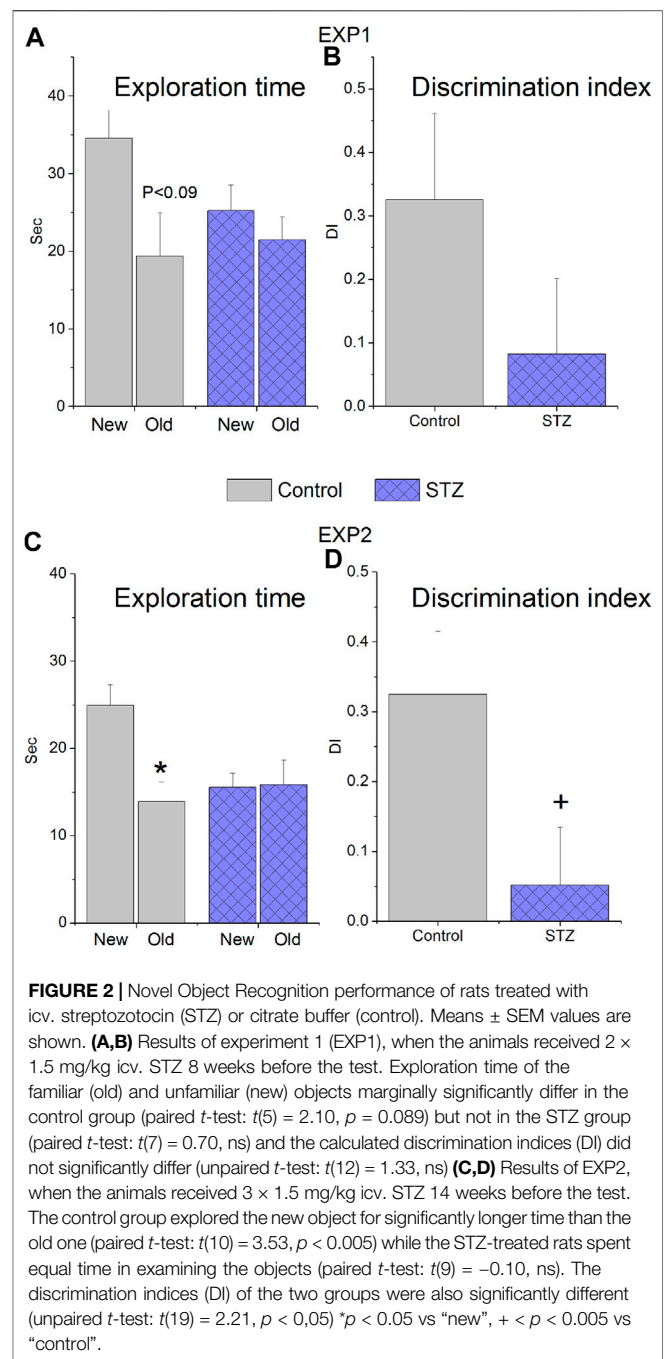 EXP1
A
B
Exploration time
Discrimination index
40
30
20
10
0
Sec
P<0.09
New Old New Old
0.5
0.4
0.3
0.2
0.1
0.0
DI
Control STZ
Control STZ
EXP2
C
D
Exploration time
Discrimination index
40
30
20
10
0
Sec
*
New Old New Old
0.5
0.4
0.3
0.2
0.1
0.0
DI
+
Control STZ
FIGURE 2 | Novel Object Recognition performance of rats treated with
icv. streptozotocin (STZ) or citrate buffer (control). Means ± SEM values are
shown. (A,B) Results of experiment 1 (EXP1), when the animals received 2 ×
1.5 mg/kg icv. STZ 8 weeks before the test. Exploration time of the
familiar (old) and unfamiliar (new) objects marginally significantly differ in the
control group (paired t-test: t(5) = 2.10, p = 0.089) but not in the STZ group
(paired t-test: t(7) = 0.70, ns) and the calculated discrimination indices (DI) did
not significantly differ (unpaired t-test: t(12) = 1.33, ns) (C,D) Results of EXP2,
when the animals received 3 × 1.5 mg/kg icv. STZ 14 weeks before the test.
The control group explored the new object for significantly longer time than the
old one (paired t-test: t(10) = 3.53, p < 0.005) while the STZ-treated rats spent
equal time in examining the objects (paired t-test: t(9) = −0.10, ns). The
discrimination indices (DI) of the two groups were also significantly different
(unpaired t-test: t(19) = 2.21, p < 0,05) *p < 0.05 vs “new”, + < p < 0.005 vs
“control”.